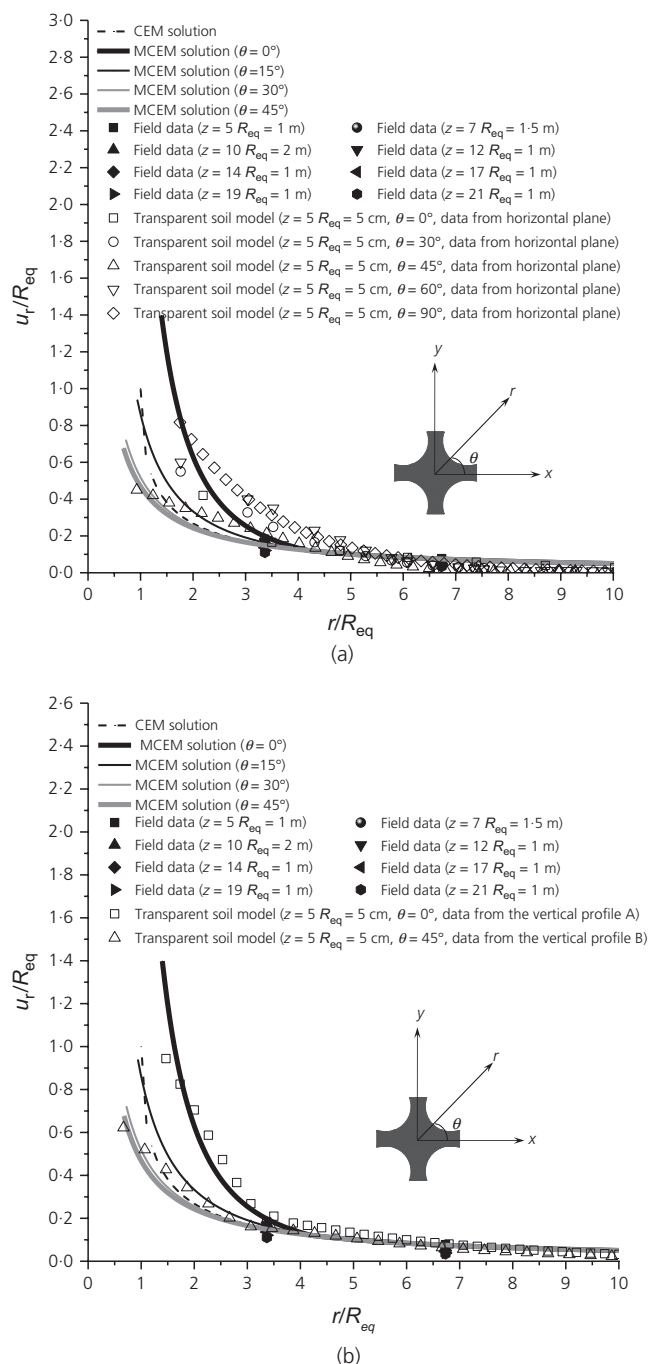 3·0
2·8
2·6
2·4
2·2
2·0
1·8
1·6
1·4
1·2
1·0
0·8
0·6
0·4
0·2
0·0
u_r/R_eq
CEM solution
MCEM solution (θ = 0°)
MCEM solution (θ =15°)
MCEM solution (θ = 30°)
MCEM solution (θ = 45°)
Field data (z = 5 R_eq = 1 m)
Field data (z = 7 R_eq = 1·5 m)
Field data (z = 10 R_eq = 2 m)
Field data (z = 12 R_eq = 1 m)
Field data (z = 14 R_eq = 1 m)
Field data (z = 17 R_eq = 1 m)
Field data (z = 19 R_eq = 1 m)
Field data (z = 21 R_eq = 1 m)
Transparent soil model (z = 5 R_eq = 5 cm, θ = 0°, data from horizontal plane)
Transparent soil model (z = 5 R_eq = 5 cm, θ = 30°, data from horizontal plane)
Transparent soil model (z = 5 R_eq = 5 cm, θ = 45°, data from horizontal plane)
Transparent soil model (z = 5 R_eq = 5 cm, θ = 60°, data from horizontal plane)
Transparent soil model (z = 5 R_eq = 5 cm, θ = 90°, data from horizontal plane)
y
r
θ
x
0 1 2 3 4 5 6 7 8 9 10
r/R_eq
(a)
2·6
2·4
2·2
2·0
1·8
1·6
1·4
1·2
1·0
0·8
0·6
0·4
0·2
0·0
u_r/R_eq
CEM solution
MCEM solution (θ = 0°)
MCEM solution (θ =15°)
MCEM solution (θ = 30°)
MCEM solution (θ = 45°)
Field data (z = 5 R_eq = 1 m)
Field data (z = 7 R_eq = 1·5 m)
Field data (z = 10 R_eq = 2 m)
Field data (z = 12 R_eq = 1 m)
Field data (z = 14 R_eq = 1 m)
Field data (z = 17 R_eq = 1 m)
Field data (z = 19 R_eq = 1 m)
Field data (z = 21 R_eq = 1 m)
Transparent soil model (z = 5 R_eq = 5 cm, θ = 0°, data from the vertical profile A)
Transparent soil model (z = 5 R_eq = 5 cm, θ = 45°, data from the vertical profile B)
y
r
θ
x
0 1 2 3 4 5 6 7 8 9 10
r/R_eq
(b)